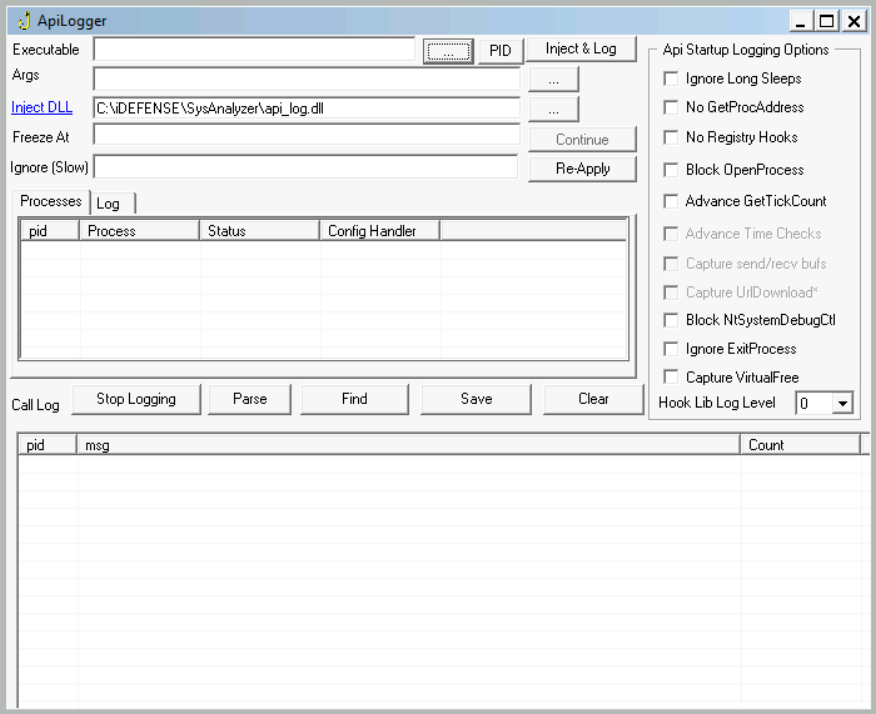 ApiLogger
Executable ... PID Inject & Log
Args ...
Inject DLL C:\iDEFENSE\SysAnalyzer\api_log.dll ...
Freeze At Continue
Ignore (Slow) Re-Apply
Processes Log
pid Process Status Config Handler
Api Startup Logging Options
Ignore Long Sleeps
No GetProcAddress
No Registry Hooks
Block OpenProcess
Advance GetTickCount
Advance Time Checks
Capture send/recv bufs
Capture UrlDownload*
Block NtSystemDebugCtl
Ignore ExitProcess
Capture VirtualFree
Hook Lib Log Level 0
Call Log Stop Logging Parse Find Save Clear
pid msg Count